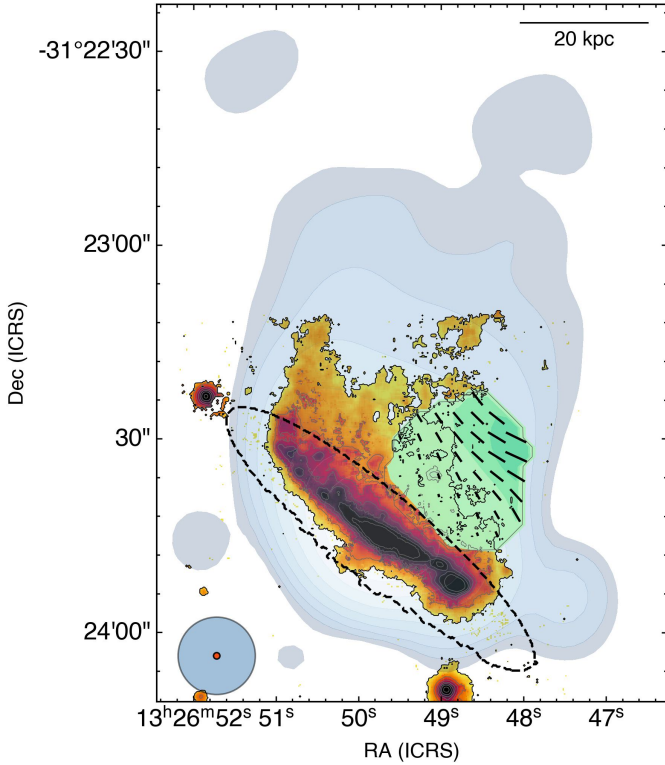 20 kpc
-31°22'30"
23'00"
30"
24'00"
Dec (ICRS)
13ʰ26ᵐ52ˢ 51ˢ 50ˢ 49ˢ 48ˢ 47ˢ
RA (ICRS)